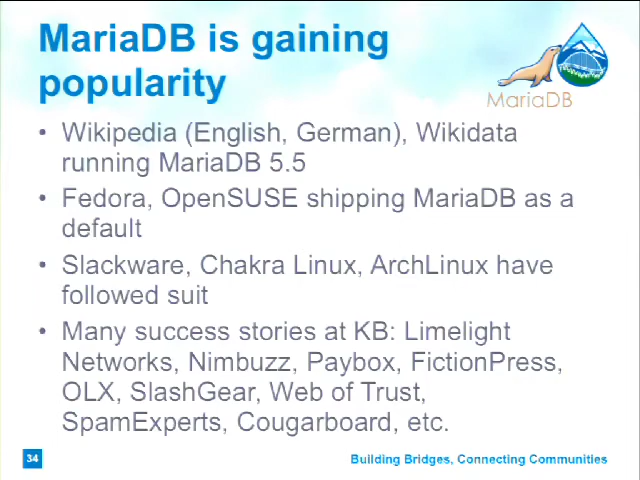 MariaDB is gaining
popularity
MariaDB
• Wikipedia (English, German), Wikidata
running MariaDB 5.5
• Fedora, OpenSUSE shipping MariaDB as a
default
• Slackware, Chakra Linux, ArchLinux have
followed suit
• Many success stories at KB: Limelight
Networks, Nimbuzz, Paybox, FictionPress,
OLX, SlashGear, Web of Trust,
SpamExperts, Cougarboard, etc.
34
Building Bridges, Connecting Communities